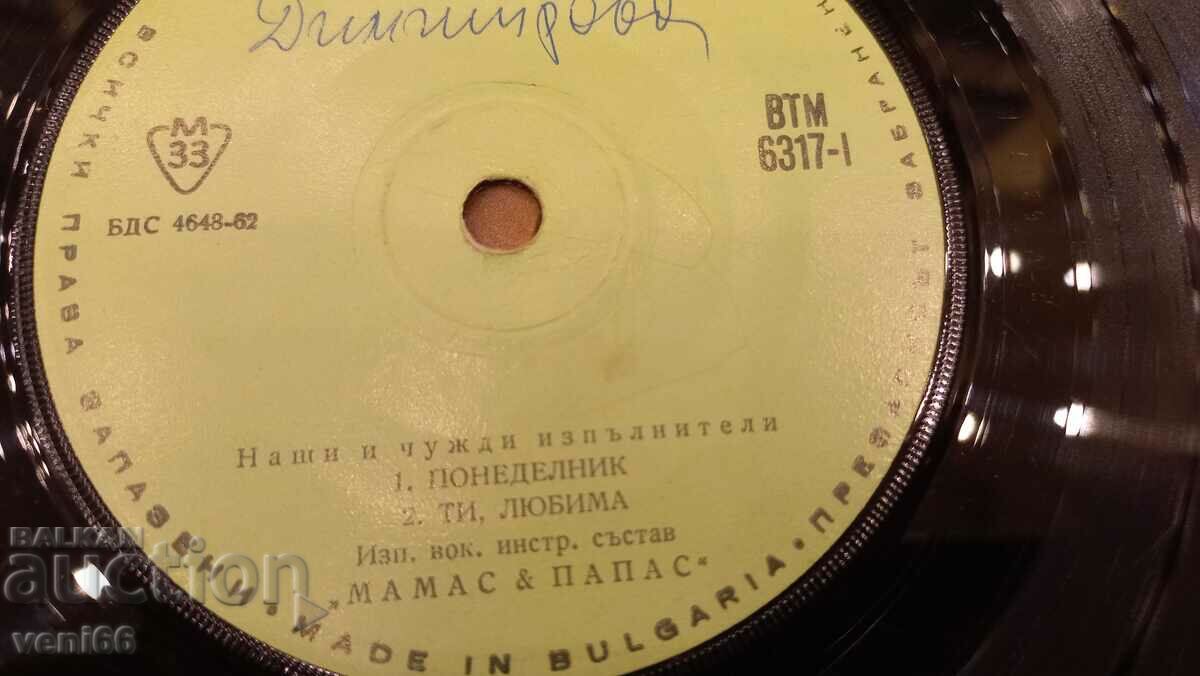 Димитрова
М
33
БДС 4648-62
ВТМ
6317-I
Наши и чужди изпълнители
1. ПОНЕДЕЛНИК
2. ТИ, ЛЮБИМА
Изп. вок. инстр. състав
„МАМАС & ПАПАС“
ВСИЧКИ ПРАВА ЗАПАЗЕНИ. MADE IN BULGARIA •
ЗАБРАНЕН
BALKAN
auction
veni66